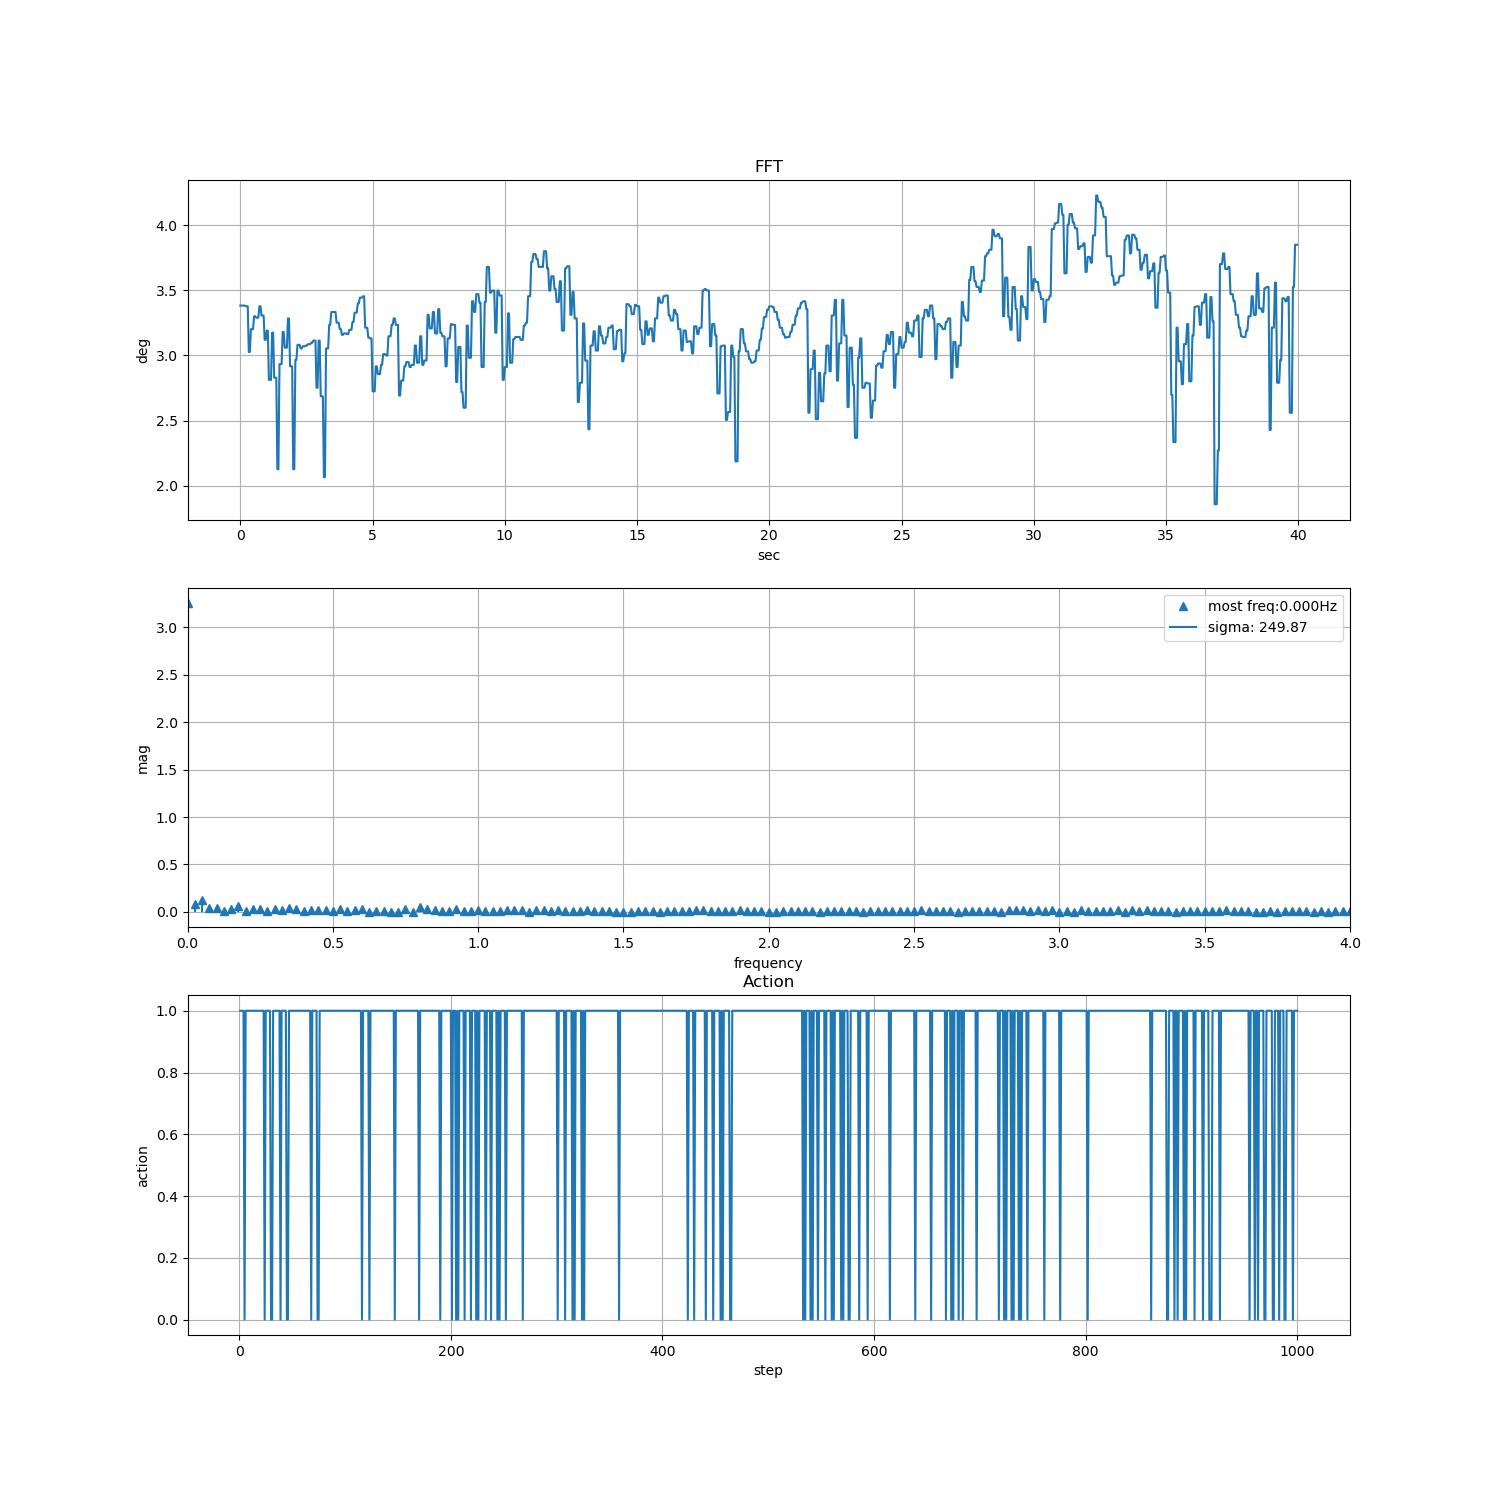 FFT
4.0
3.5
3.0
2.5
2.0
deg
0 5 10 15 20 25 30 35 40
sec
3.0
2.5
2.0
1.5
1.0
0.5
0.0
mag
most freq:0.000Hz
sigma: 249.87
0.0 0.5 1.0 1.5 2.0 2.5 3.0 3.5 4.0
frequency
Action
1.0
0.8
0.6
0.4
0.2
0.0
action
0 200 400 600 800 1000
step